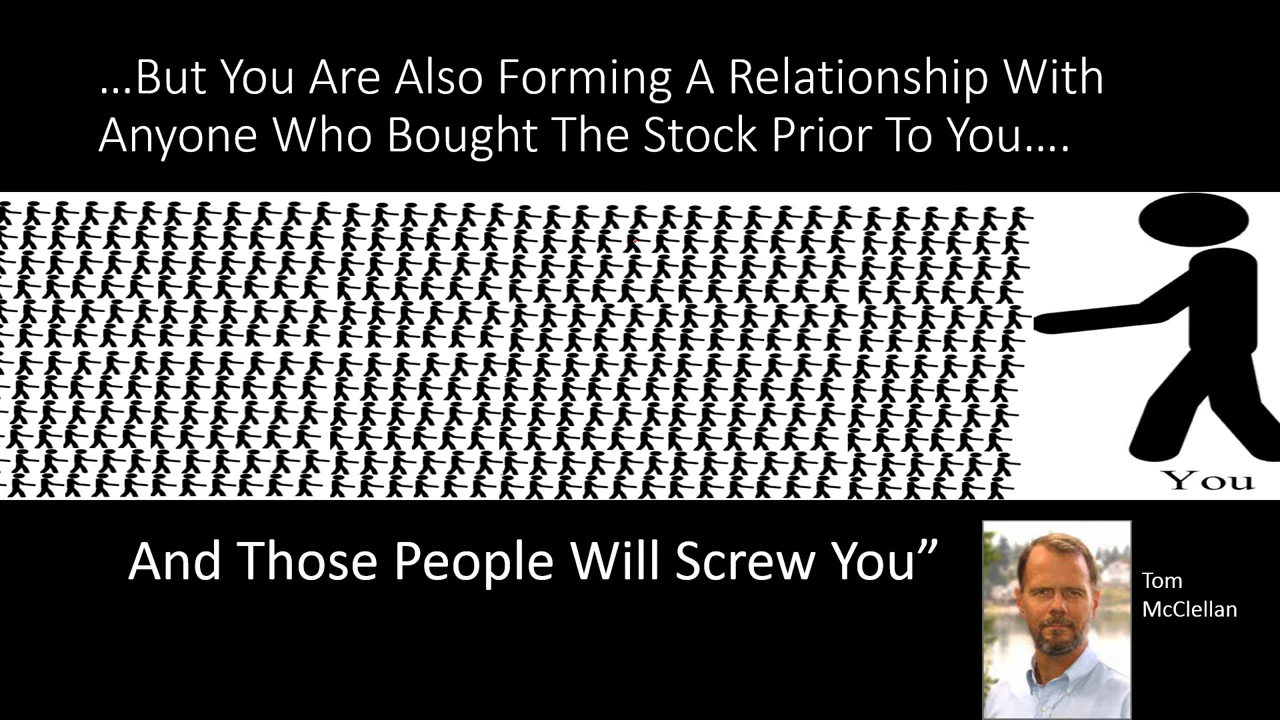 …But You Are Also Forming A Relationship With
Anyone Who Bought The Stock Prior To You….
You
And Those People Will Screw You”
Tom
McClellan